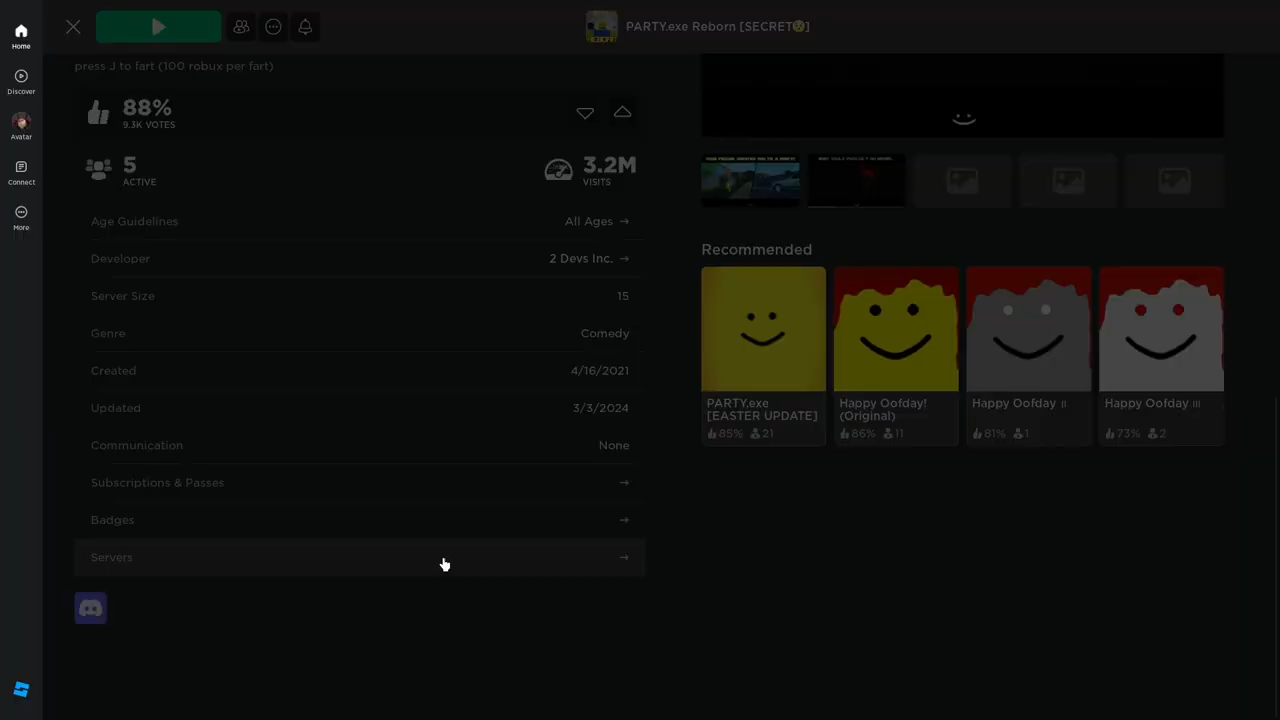 Home
Discover
Avatar
Connect
More
PARTY.exe Reborn [SECRET😯]
press J to fart (100 robux per fart)
88%
9.3K VOTES
5
ACTIVE
3.2M
VISITS
Age Guidelines All Ages →
Developer 2 Devs Inc. →
Server Size 15
Genre Comedy
Created 4/16/2021
Updated 3/3/2024
Communication None
Subscriptions & Passes →
Badges →
Servers →
Recommended
PARTY.exe
[EASTER UPDATE]
85% 21
Happy Oofday!
(Original)
86% 11
Happy Oofday II
81% 1
Happy Oofday III
73% 2